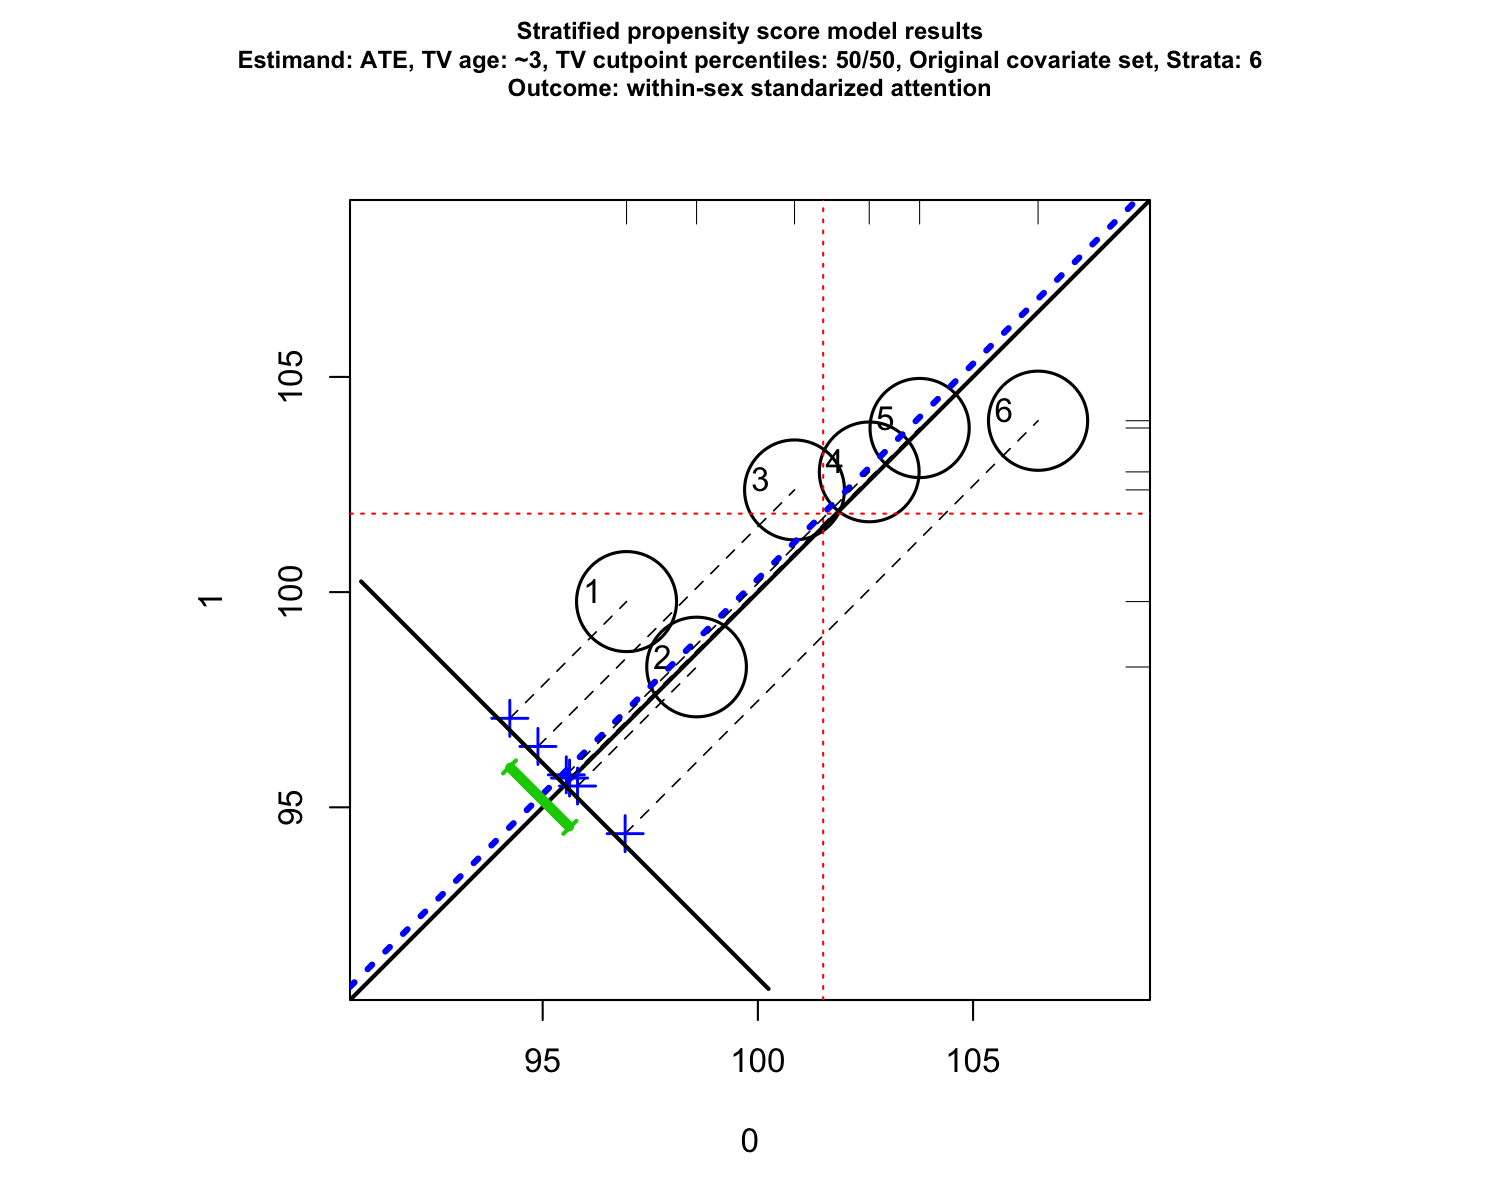 Stratified propensity score model results
Estimand: ATE, TV age: ~3, TV cutpoint percentiles: 50/50, Original covariate set, Strata: 6
Outcome: within-sex standarized attention
105
100
95
1
1
2
3
4
5
6
95 100 105
0